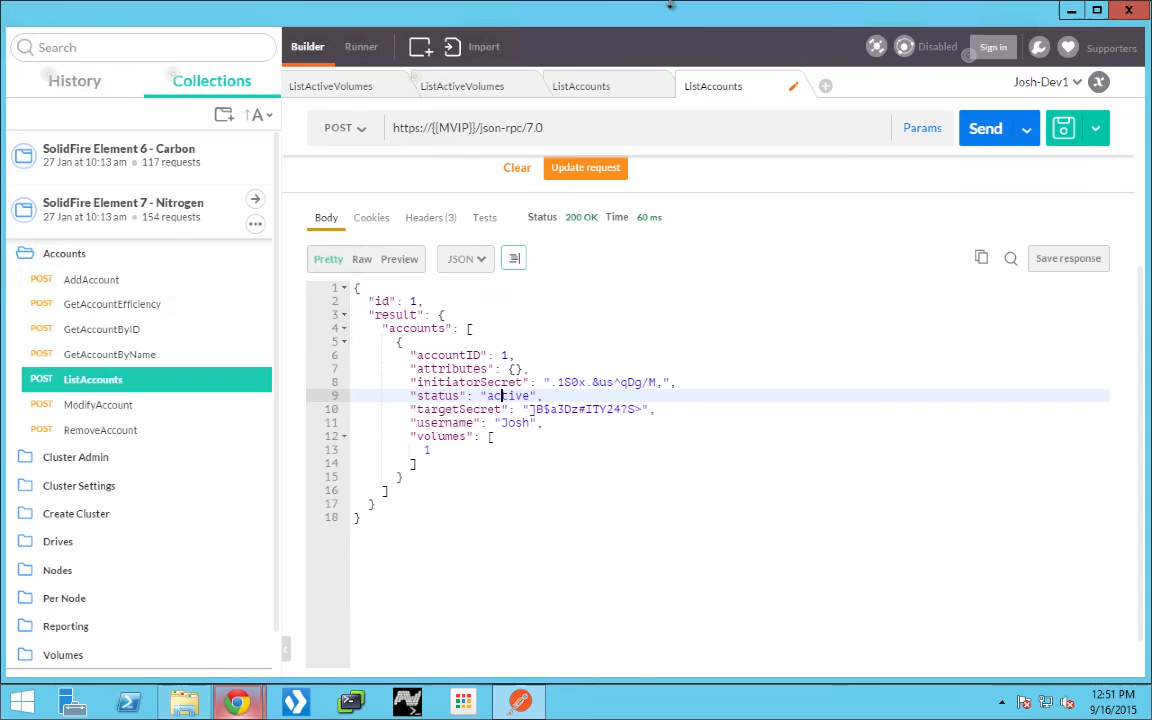 Search
Builder
Runner
Import
Disabled
Sign in
Supporters
History
Collections
ListActiveVolumes
ListActiveVolumes
ListAccounts
ListAccounts
Josh-Dev1
A
POST
https://{{MVIP}}/json-rpc/7.0
Params
Send
Clear
Update request
SolidFire Element 6 - Carbon
27 Jan at 10:13am • 117 requests
SolidFire Element 7 - Nitrogen
27 Jan at 10:13am • 154 requests
Accounts
POST AddAccount
POST GetAccountEfficiency
POST GetAccountByID
POST GetAccountByName
POST ListAccounts
POST ModifyAccount
POST RemoveAccount
Cluster Admin
Cluster Settings
Create Cluster
Drives
Nodes
Per Node
Reporting
Volumes
Body
Cookies
Headers (3)
Tests
Status 200 OK Time 60 ms
Pretty
Raw
Preview
JSON
Save response
1 {
2 "id": 1,
3 "result": {
4 "accounts": [
5 {
6 "accountID": 1,
7 "attributes": {},
8 "initiatorSecret": ".1S0x.&us^qDg/M,",
9 "status": "active",
10 "targetSecret": "]B$a3Dz#ITY24?S>",
11 "username": "Josh",
12 "volumes": [
13 1
14 ]
15 }
16 ]
17 }
18 }
12:51 PM
9/16/2015